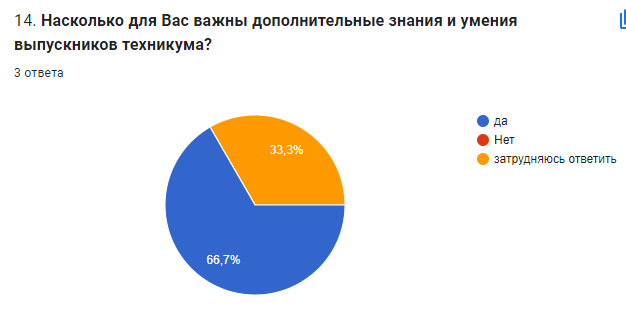 14. Насколько для Вас важны дополнительные знания и умения
выпускников техникума?
3 ответа
да
Нет
затрудняюсь ответить
33,3%
66,7%